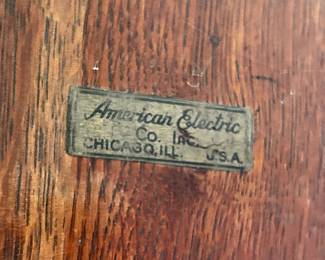 American Electric
Co. Inc.
CHICAGO, ILL. U.S.A.